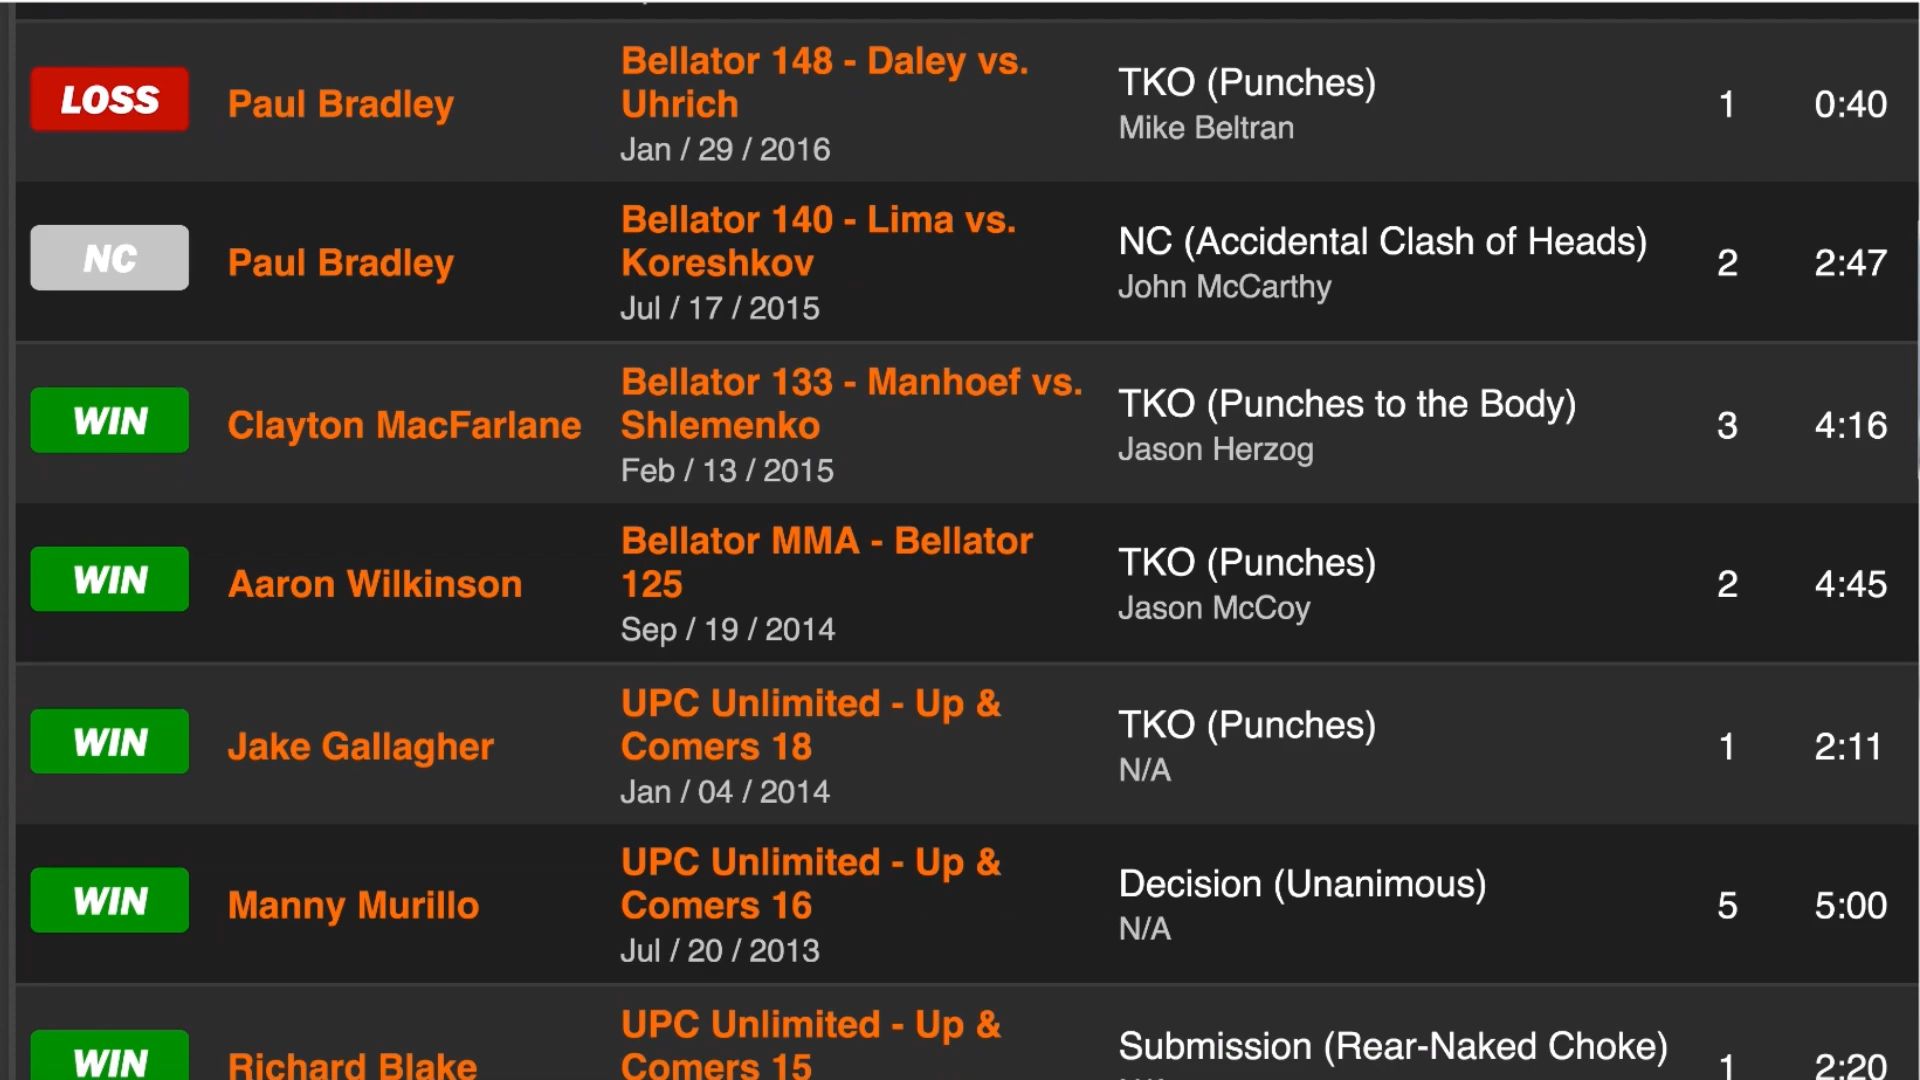 LOSS
Paul Bradley
Bellator 148 - Daley vs.
Uhrich
Jan / 29 / 2016
TKO (Punches)
Mike Beltran
1
0:40
NC
Paul Bradley
Bellator 140 - Lima vs.
Koreshkov
Jul / 17 / 2015
NC (Accidental Clash of Heads)
John McCarthy
2
2:47
WIN
Clayton MacFarlane
Bellator 133 - Manhoef vs.
Shlemenko
Feb / 13 / 2015
TKO (Punches to the Body)
Jason Herzog
3
4:16
WIN
Aaron Wilkinson
Bellator MMA - Bellator
125
Sep / 19 / 2014
TKO (Punches)
Jason McCoy
2
4:45
WIN
Jake Gallagher
UPC Unlimited - Up &
Comers 18
Jan / 04 / 2014
TKO (Punches)
N/A
1
2:11
WIN
Manny Murillo
UPC Unlimited - Up &
Comers 16
Jul / 20 / 2013
Decision (Unanimous)
N/A
5
5:00
WIN
Richard Blake
UPC Unlimited - Up &
Comers 15
Submission (Rear-Naked Choke)
1
2:20